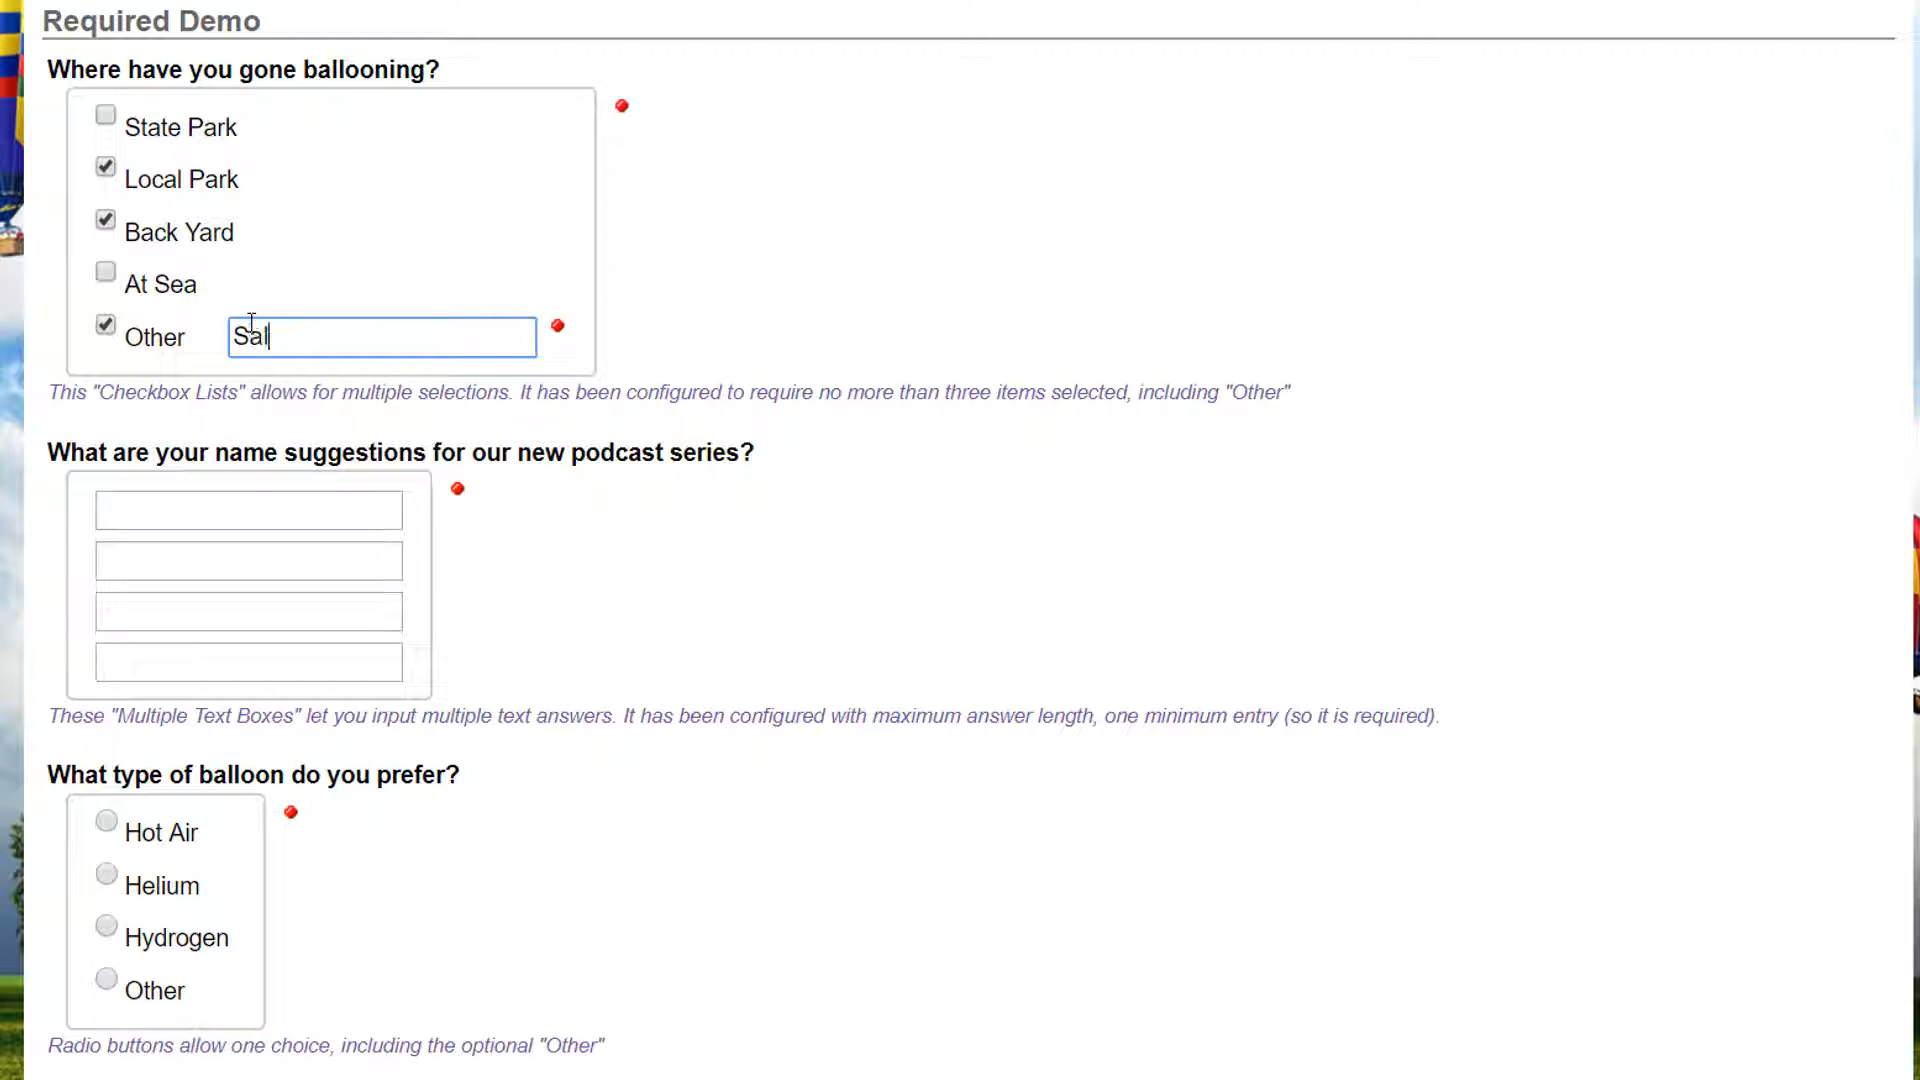 Required Demo
Where have you gone ballooning?
State Park
Local Park
Back Yard
At Sea
Other Sal
This "Checkbox Lists" allows for multiple selections. It has been configured to require no more than three items selected, including "Other"
What are your name suggestions for our new podcast series?
These "Multiple Text Boxes" let you input multiple text answers. It has been configured with maximum answer length, one minimum entry (so it is required).
What type of balloon do you prefer?
Hot Air
Helium
Hydrogen
Other
Radio buttons allow one choice, including the optional "Other"